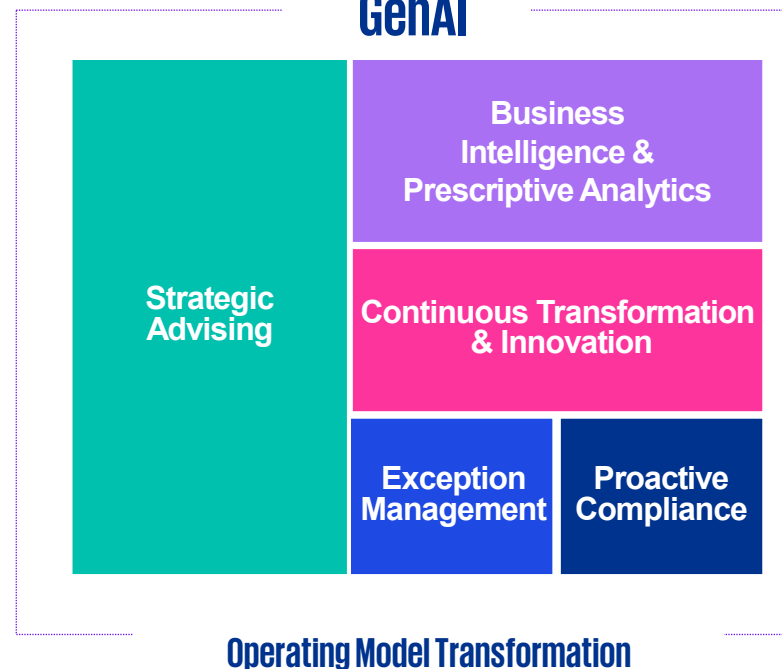 GenAI
Business
Intelligence &
Prescriptive Analytics
Strategic
Advising
Continuous Transformation
& Innovation
Exception
Management
Proactive
Compliance
Operating Model Transformation